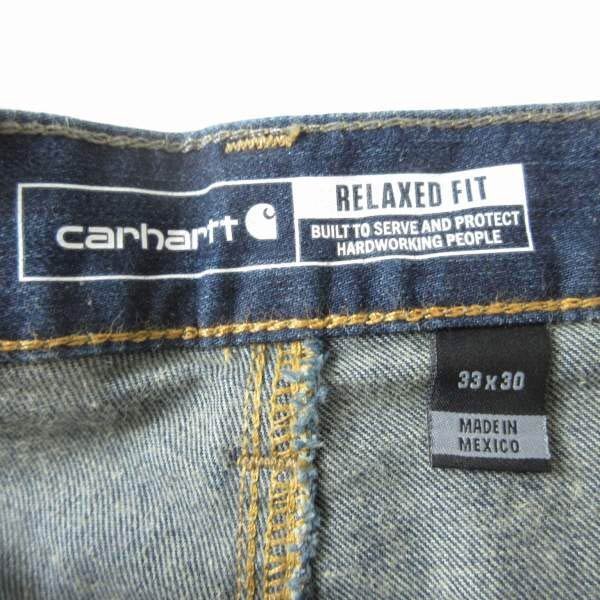 carhartt
RELAXED FIT
BUILT TO SERVE AND PROTECT
HARDWORKING PEOPLE
33 x 30
MADE IN
MEXICO